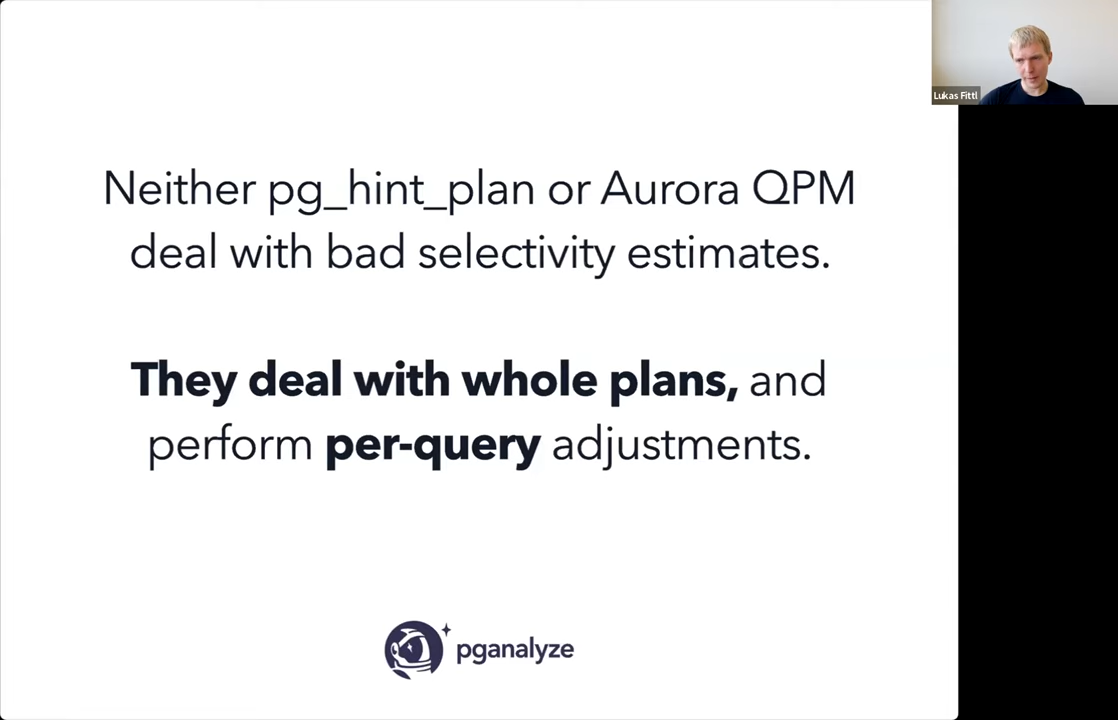 Lukas Fittl
Neither pg_hint_plan or Aurora QPM
deal with bad selectivity estimates.
They deal with whole plans, and
perform per-query adjustments.
pganalyze